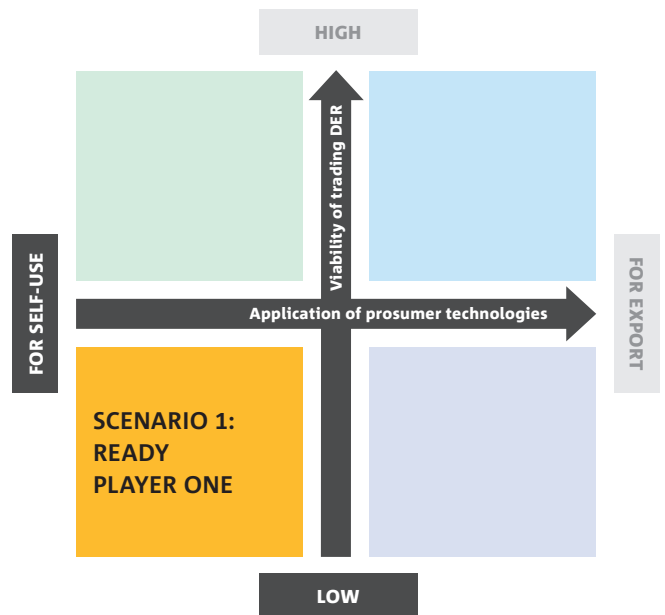 HIGH
Viability of trading DER
FOR SELF-USE
Application of prosumer technologies
FOR EXPORT
SCENARIO 1:
READY
PLAYER ONE
LOW